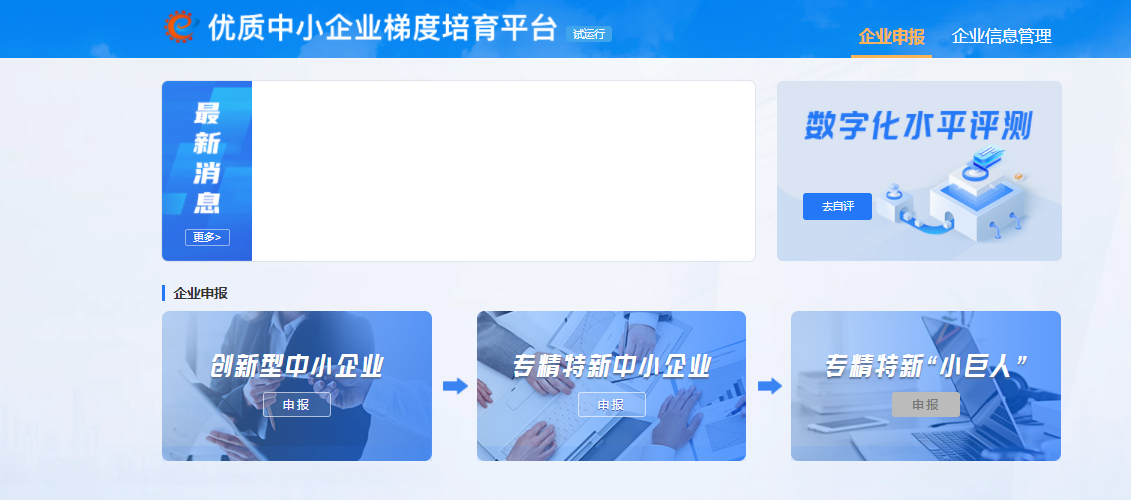 优质中小企业梯度培育平台
试运行
企业申报
企业信息管理
最新消息
更多>
数字化水平评测
去自评
企业申报
创新型中小企业
申报
专精特新中小企业
申报
专精特新“小巨人”
申报